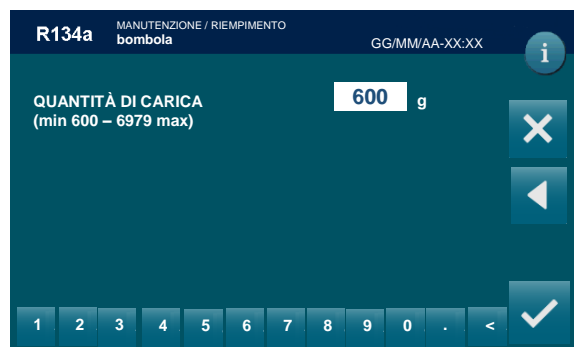 R134a
MANUTENZIONE / RIEMPIMENTO
bombola
GG/MM/AA-XX:XX
i
QUANTITÀ DI CARICA
(min 600 – 6979 max)
600 g
1 2 3 4 5 6 7 8 9 0 . <